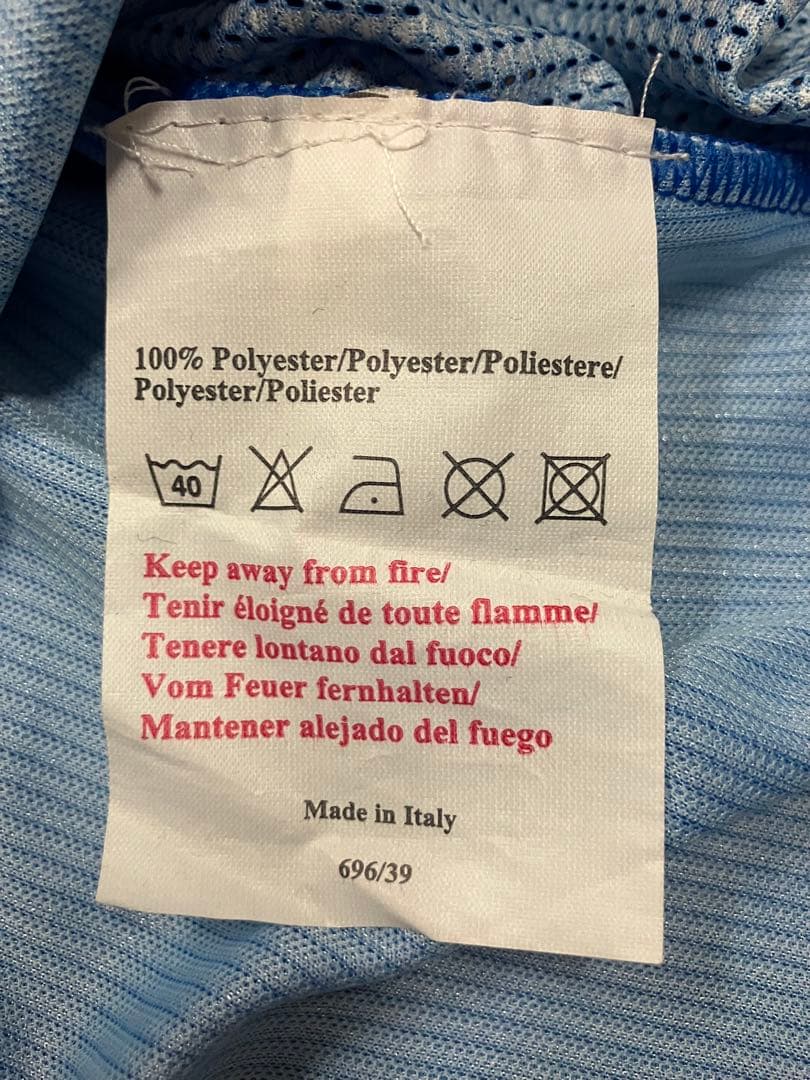 100% Polyester/Polyester/Poliestere/
Polyester/Poliester
40
Keep away from fire/
Tenir éloigné de toute flamme/
Tenere lontano dal fuoco/
Vom Feuer fernhalten/
Mantener alejado del fuego
Made in Italy
696/39